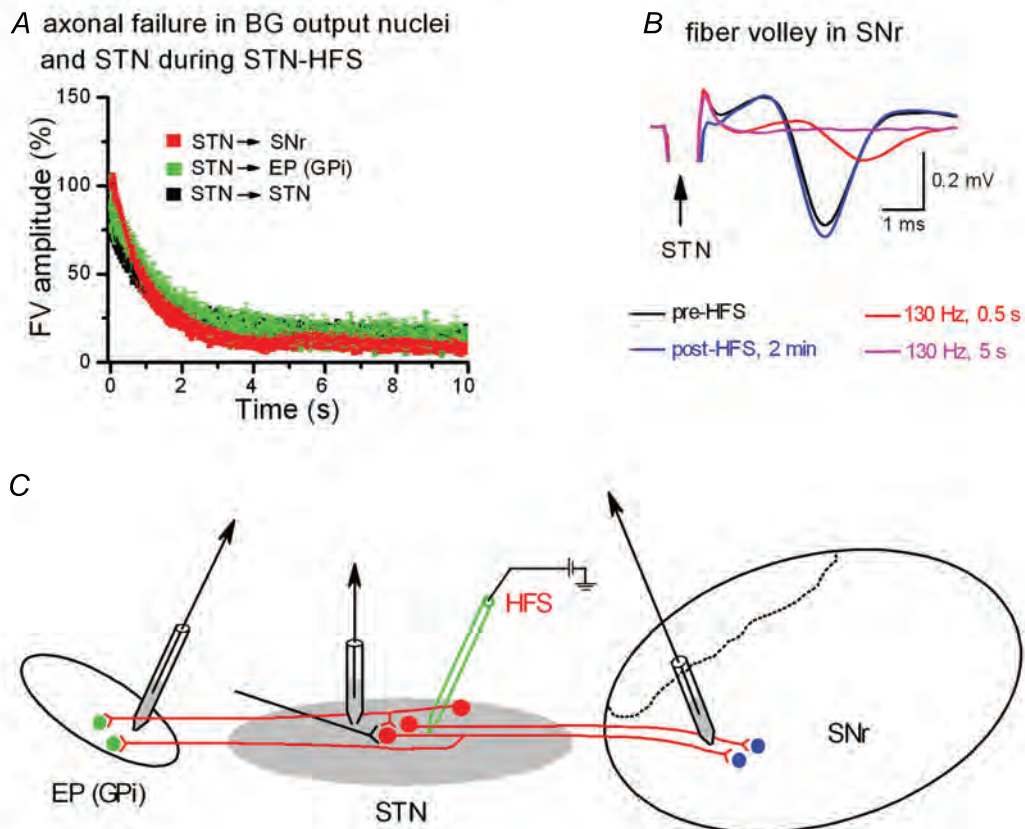 A axonal failure in BG output nuclei
and STN during STN-HFS
FV amplitude (%)
150
100
50
0
STN → SNr
STN → EP (GPi)
STN → STN
0 2 4 6 8 10
Time (s)
B fiber volley in SNr
STN
0.2 mV
1 ms
pre-HFS
130 Hz, 0.5 s
post-HFS, 2 min
130 Hz, 5 s
C
HFS
EP (GPi)
STN
SNr